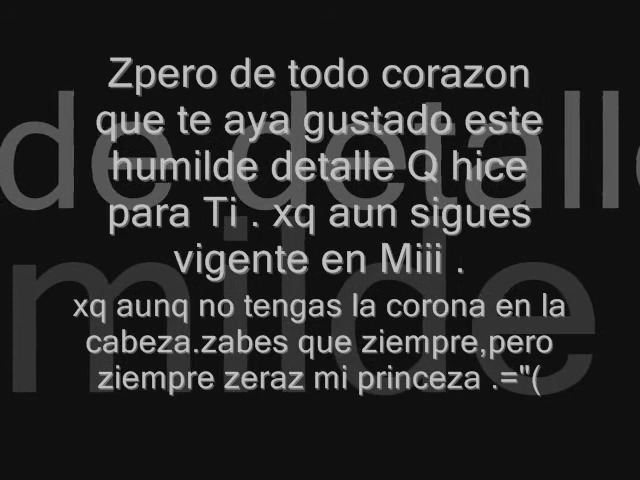 Zpero de todo corazon
que te aya gustado este
humilde detalle Q hice
para Ti . xq aun sigues
vigente en Miii .
xq aunq no tengas la corona en la
cabeza.zabes que ziempre,pero
ziempre zeraz mi princeza .="(
de detalle
milde